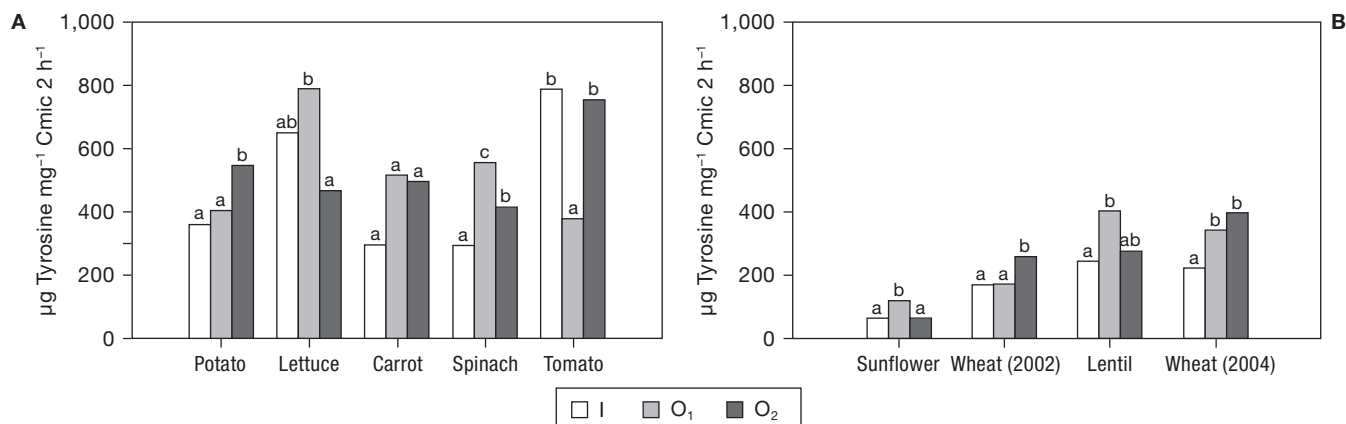 A
µg Tyrosine mg⁻¹ Cmic 2 h⁻¹
1,000
800
600
400
200
0
a a b
ab b a
a a a
a c b
b a b
Potato Lettuce Carrot Spinach Tomato
B
µg Tyrosine mg⁻¹ Cmic 2 h⁻¹
1,000
800
600
400
200
0
a b a
a a b
a b ab
a b b
Sunflower Wheat (2002) Lentil Wheat (2004)
I O₁ O₂